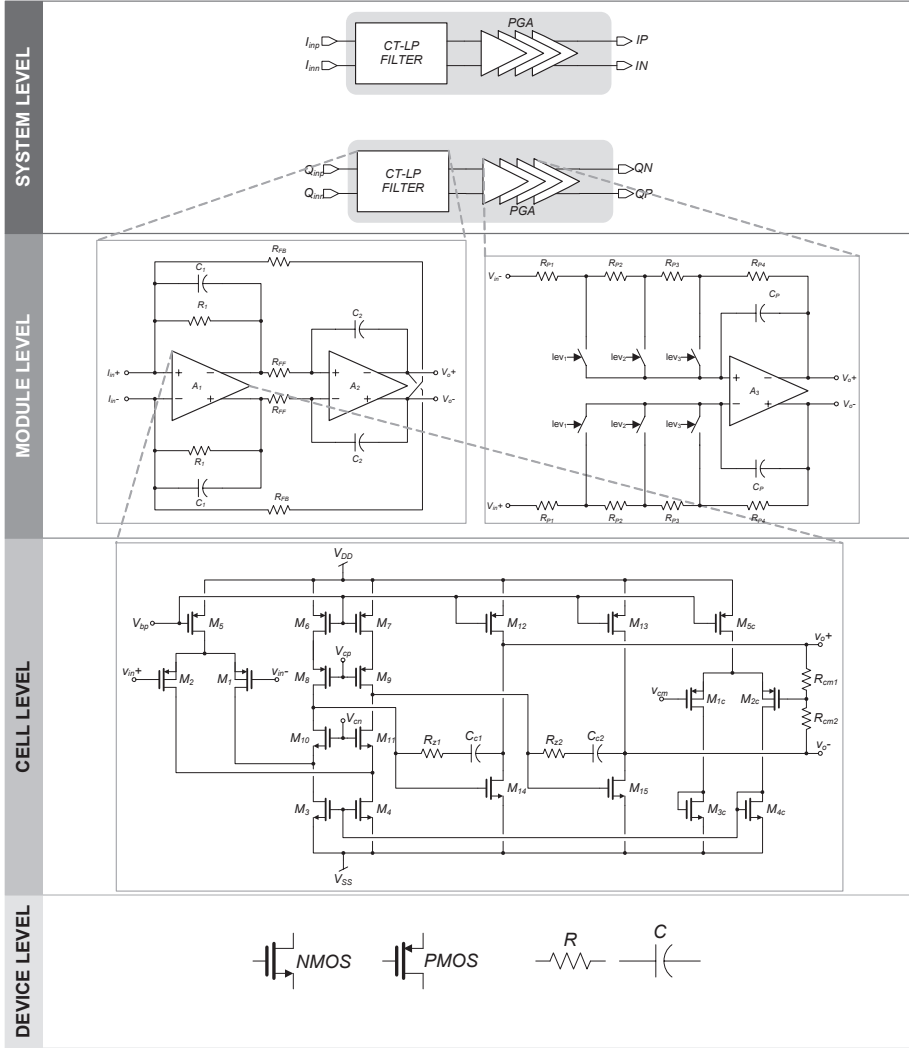 SYSTEM LEVEL
PGA
I_inp
CT-LP
FILTER
IP
I_inn
IN
Q_inp
CT-LP
FILTER
QN
Q_inn
QP
PGA
MODULE LEVEL
R_FB
C_1
R_1
C_2
R_FF
I_in+
+ −
A_1
− +
+ −
A_2
− +
V_o+
I_in-
R_FF
V_o-
C_2
R_1
C_1
R_FB
R_P1
R_P2
R_P3
R_P4
V_in-
C_P
lev_1
lev_2
lev_3
+ −
A_3
− +
V_o+
V_o-
lev_1
lev_2
lev_3
C_P
V_in+
R_P1
R_P2
R_P3
R_P4
CELL LEVEL
V_DD
V_bp
M_5
M_6
M_7
M_12
M_13
M_5c
v_o+
V_cp
v_in+
M_2
M_1
v_in-
M_8
M_9
v_cm
M_1c
M_2c
R_cm1
V_cn
R_cm2
M_10
M_11
R_z1
C_c1
R_z2
C_c2
v_o-
M_14
M_15
M_3
M_4
M_3c
M_4c
V_SS
DEVICE LEVEL
NMOS
PMOS
R
C